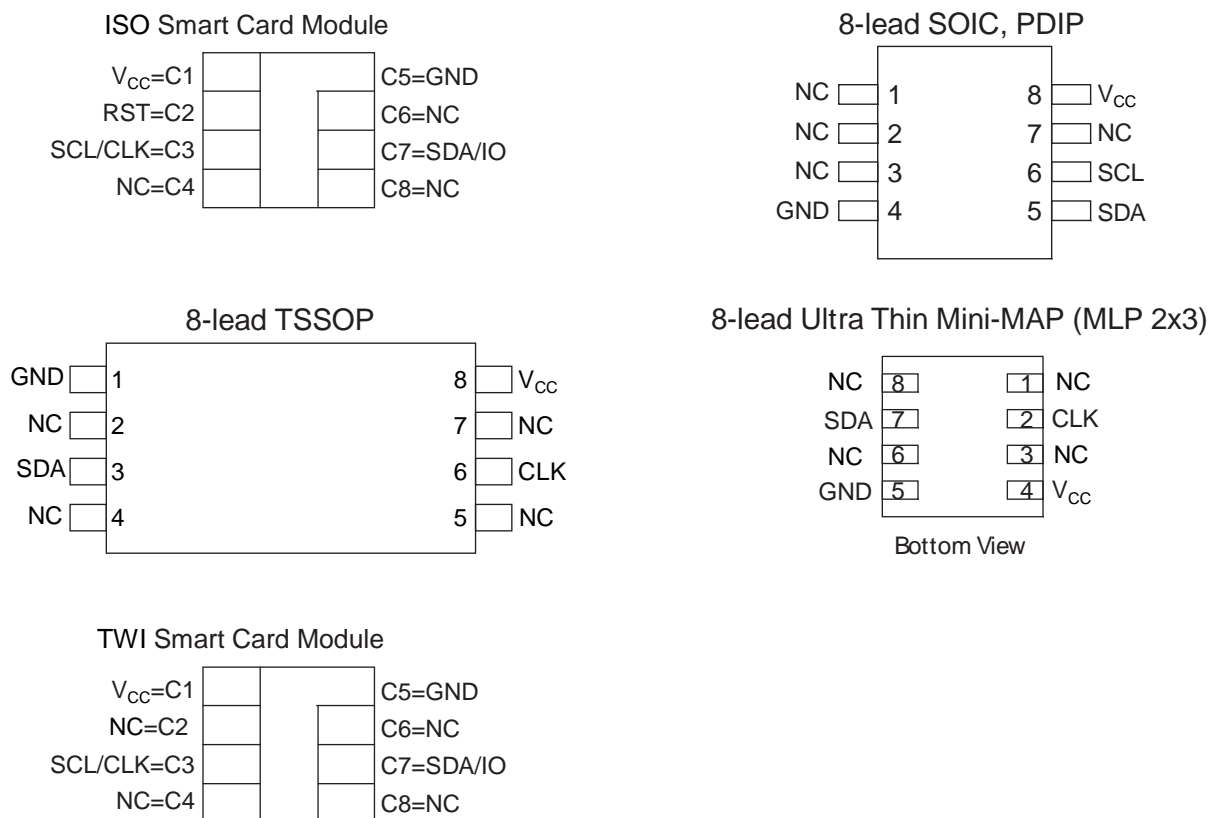 ISO Smart Card Module
VCC=C1 C5=GND
RST=C2 C6=NC
SCL/CLK=C3 C7=SDA/IO
NC=C4 C8=NC
8-lead SOIC, PDIP
NC 1 8 VCC
NC 2 7 NC
NC 3 6 SCL
GND 4 5 SDA
8-lead TSSOP
GND 1 8 VCC
NC 2 7 NC
SDA 3 6 CLK
NC 4 5 NC
8-lead Ultra Thin Mini-MAP (MLP 2x3)
NC 8 1 NC
SDA 7 2 CLK
NC 6 3 NC
GND 5 4 VCC
Bottom View
TWI Smart Card Module
VCC=C1 C5=GND
NC=C2 C6=NC
SCL/CLK=C3 C7=SDA/IO
NC=C4 C8=NC